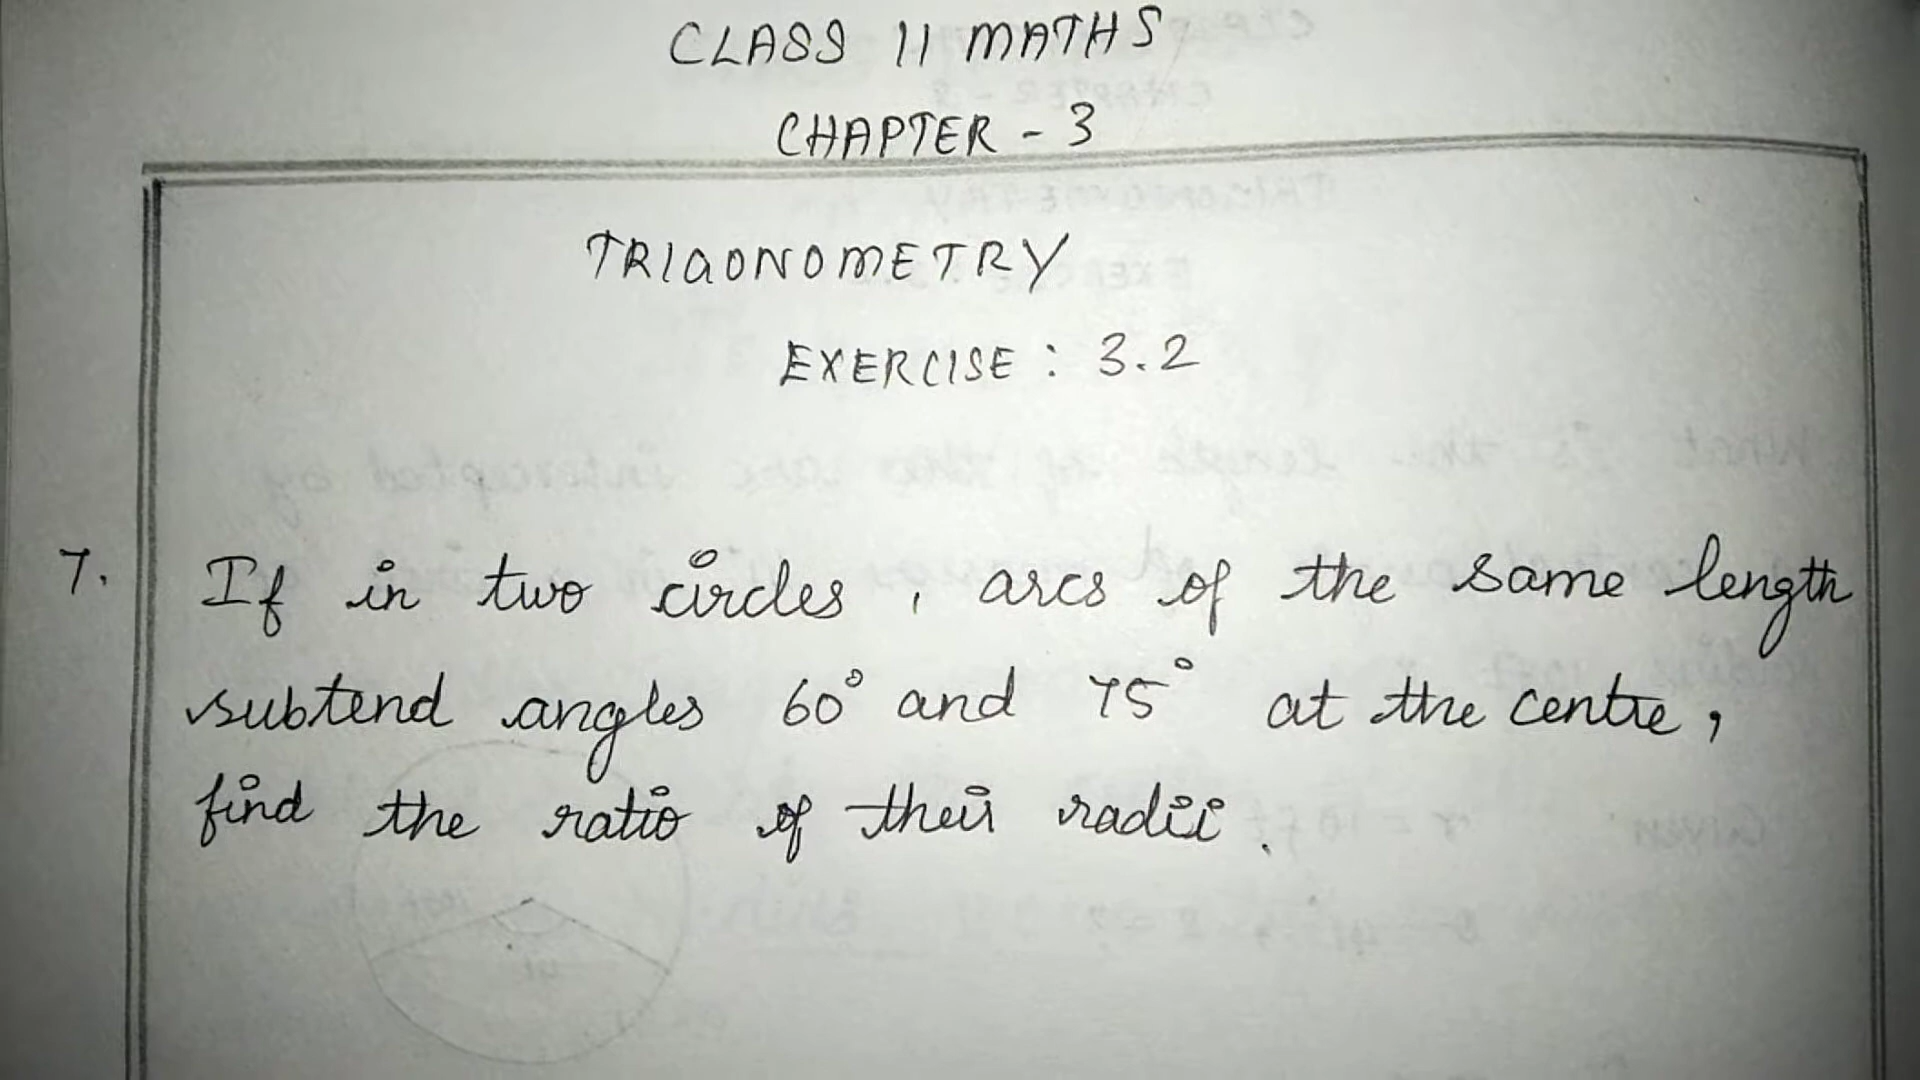 CLASS 11 MATHS
CHAPTER - 3
TRIGONOMETRY
EXERCISE : 3.2
7. If in two circles, arcs of the same length
subtend angles 60° and 75° at the centre,
find the ratio of their radii.